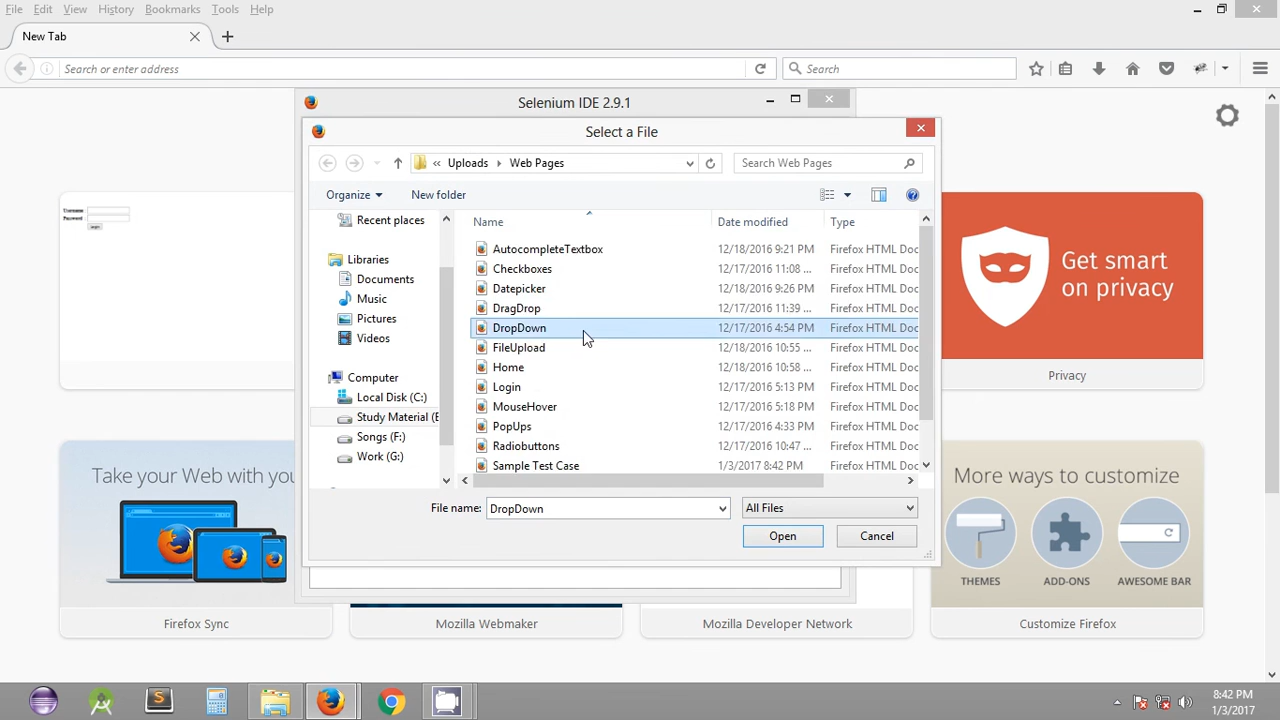 File Edit View History Bookmarks Tools Help
New Tab
Search or enter address
Search
Selenium IDE 2.9.1
Select a File
« Uploads Web Pages
Search Web Pages
Organize New folder
Recent places
Libraries
Documents
Music
Pictures
Videos
Computer
Local Disk (C:)
Study Material (E
Songs (F:)
Work (G:)
Name Date modified Type
AutocompleteTextbox 12/18/2016 9:21 PM Firefox HTML Doc
Checkboxes 12/17/2016 11:08 ... Firefox HTML Doc
Datepicker 12/18/2016 9:26 PM Firefox HTML Doc
DragDrop 12/17/2016 11:39 ... Firefox HTML Doc
DropDown 12/17/2016 4:54 PM Firefox HTML Doc
FileUpload 12/18/2016 10:55 ... Firefox HTML Doc
Home 12/18/2016 10:58 ... Firefox HTML Doc
Login 12/17/2016 5:13 PM Firefox HTML Doc
MouseHover 12/17/2016 5:18 PM Firefox HTML Doc
PopUps 12/17/2016 4:33 PM Firefox HTML Doc
Radiobuttons 12/17/2016 10:47 ... Firefox HTML Doc
Sample Test Case 1/3/2017 8:42 PM Firefox HTML Doc
File name: DropDown All Files
Open Cancel
Username
Password
login
Get smart
on privacy
Privacy
Take your Web with you
More ways to customize
THEMES ADD-ONS AWESOME BAR
Firefox Sync Mozilla Webmaker Mozilla Developer Network Customize Firefox
8:42 PM
1/3/2017